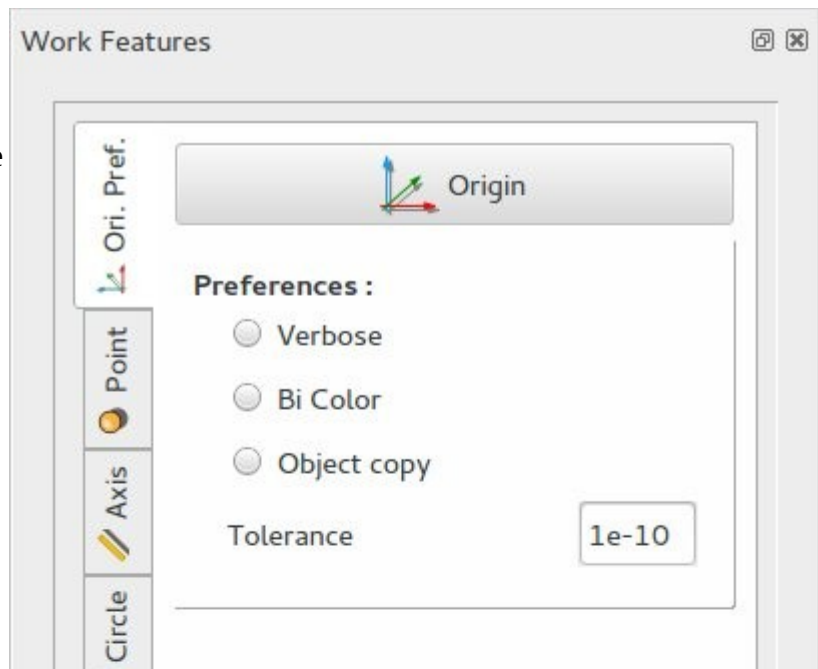 Work Features
Ori. Pref.
Origin
Preferences :
Verbose
Bi Color
Object copy
Tolerance
1e-10
Point
Axis
Circle
e